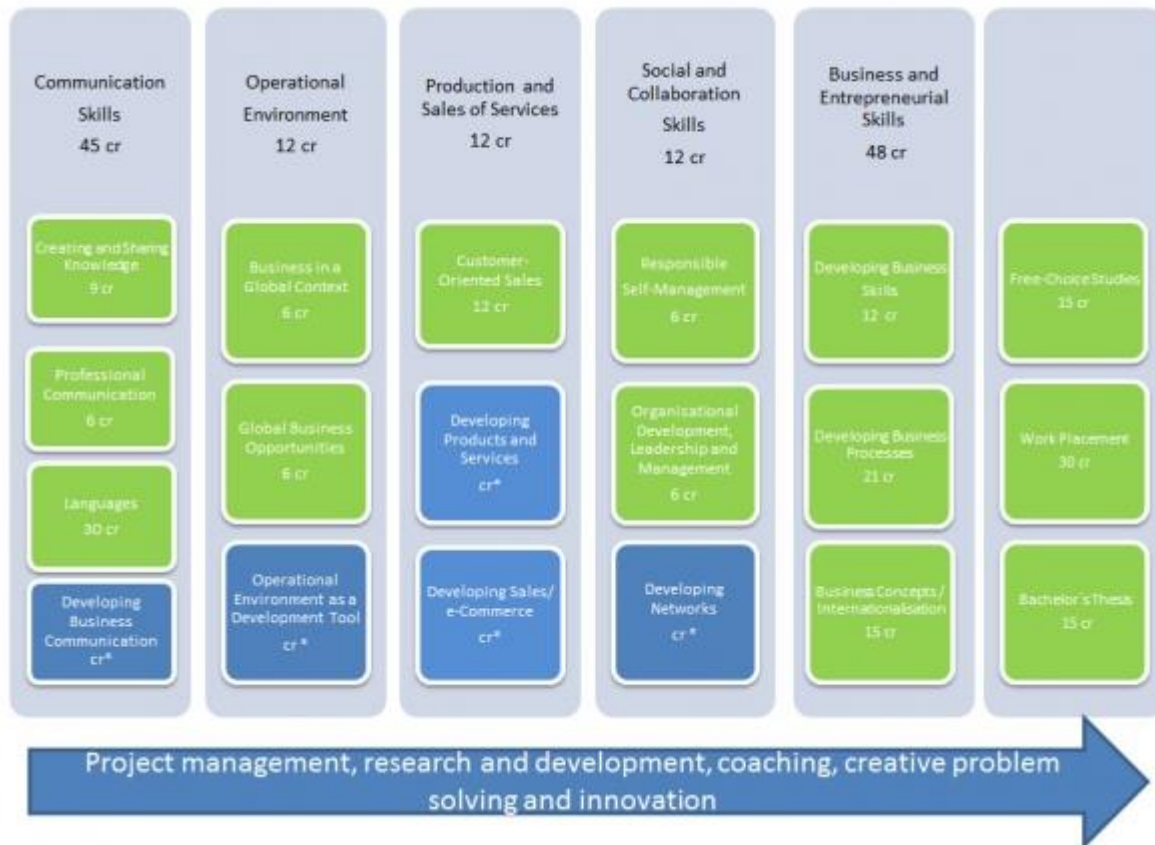 Communication
Skills
45 cr
Creating and Sharing
Knowledge
9 cr
Professional
Communication
6 cr
Languages
30 cr
Developing
Business
Communication
cr*
Operational
Environment
12 cr
Business in a
Global Context
6 cr
Global Business
Opportunities
6 cr
Operational
Environment as a
Development Tool
cr *
Production and
Sales of Services
12 cr
Customer-
Oriented Sales
12 cr
Developing
Products and
Services
cr*
Developing Sales/
e-Commerce
cr*
Social and
Collaboration
Skills
12 cr
Responsible
Self-Management
6 cr
Organisational
Development,
Leadership and
Management
6 cr
Developing
Networks
cr *
Business and
Entrepreneurial
Skills
48 cr
Developing Business
Skills
12 cr
Developing Business
Processes
21 cr
Business Concepts /
Internationalisation
15 cr
Free-Choice Studies
15 cr
Work Placement
30 cr
Bachelor´s Thesis
15 cr
Project management, research and development, coaching, creative problem
solving and innovation